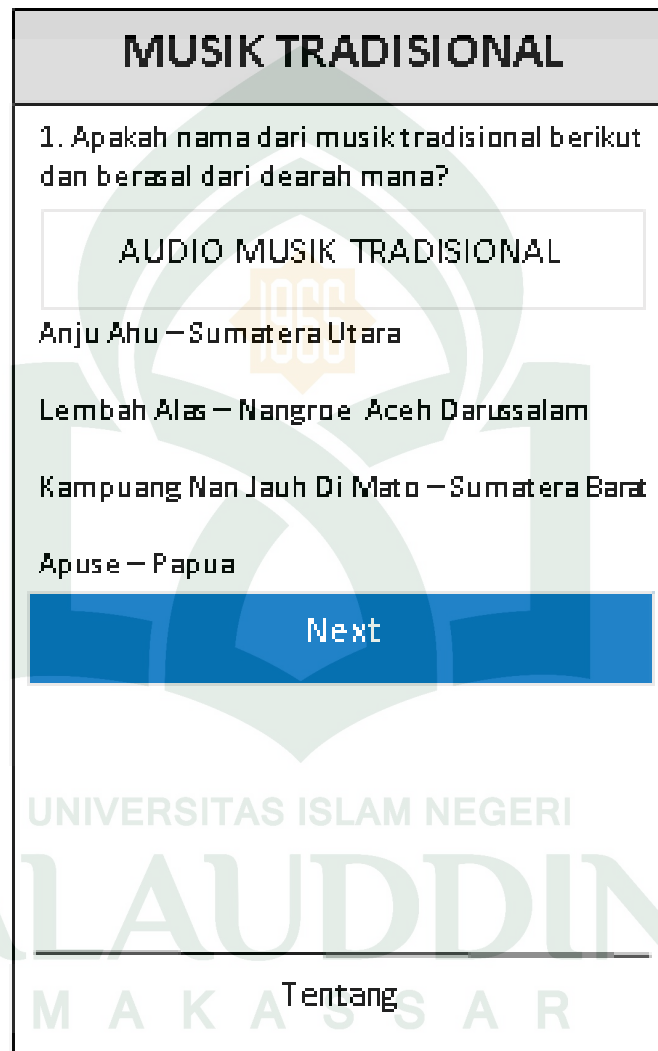 MUSIK TRADISIONAL
1. Apakah nama dari musik tradisional berikut
dan berasal dari dearah mana?
AUDIO MUSIK TRADISIONAL
1966
Anju Ahu – Sumatera Utara
Lembah Alas – Nangroe Aceh Darussalam
Kampuang Nan Jauh Di Mato – Sumatera Barat
Apuse – Papua
Next
UNIVERSITAS ISLAM NEGERI
ALAUDDIN
Tentang
MAKASSAR